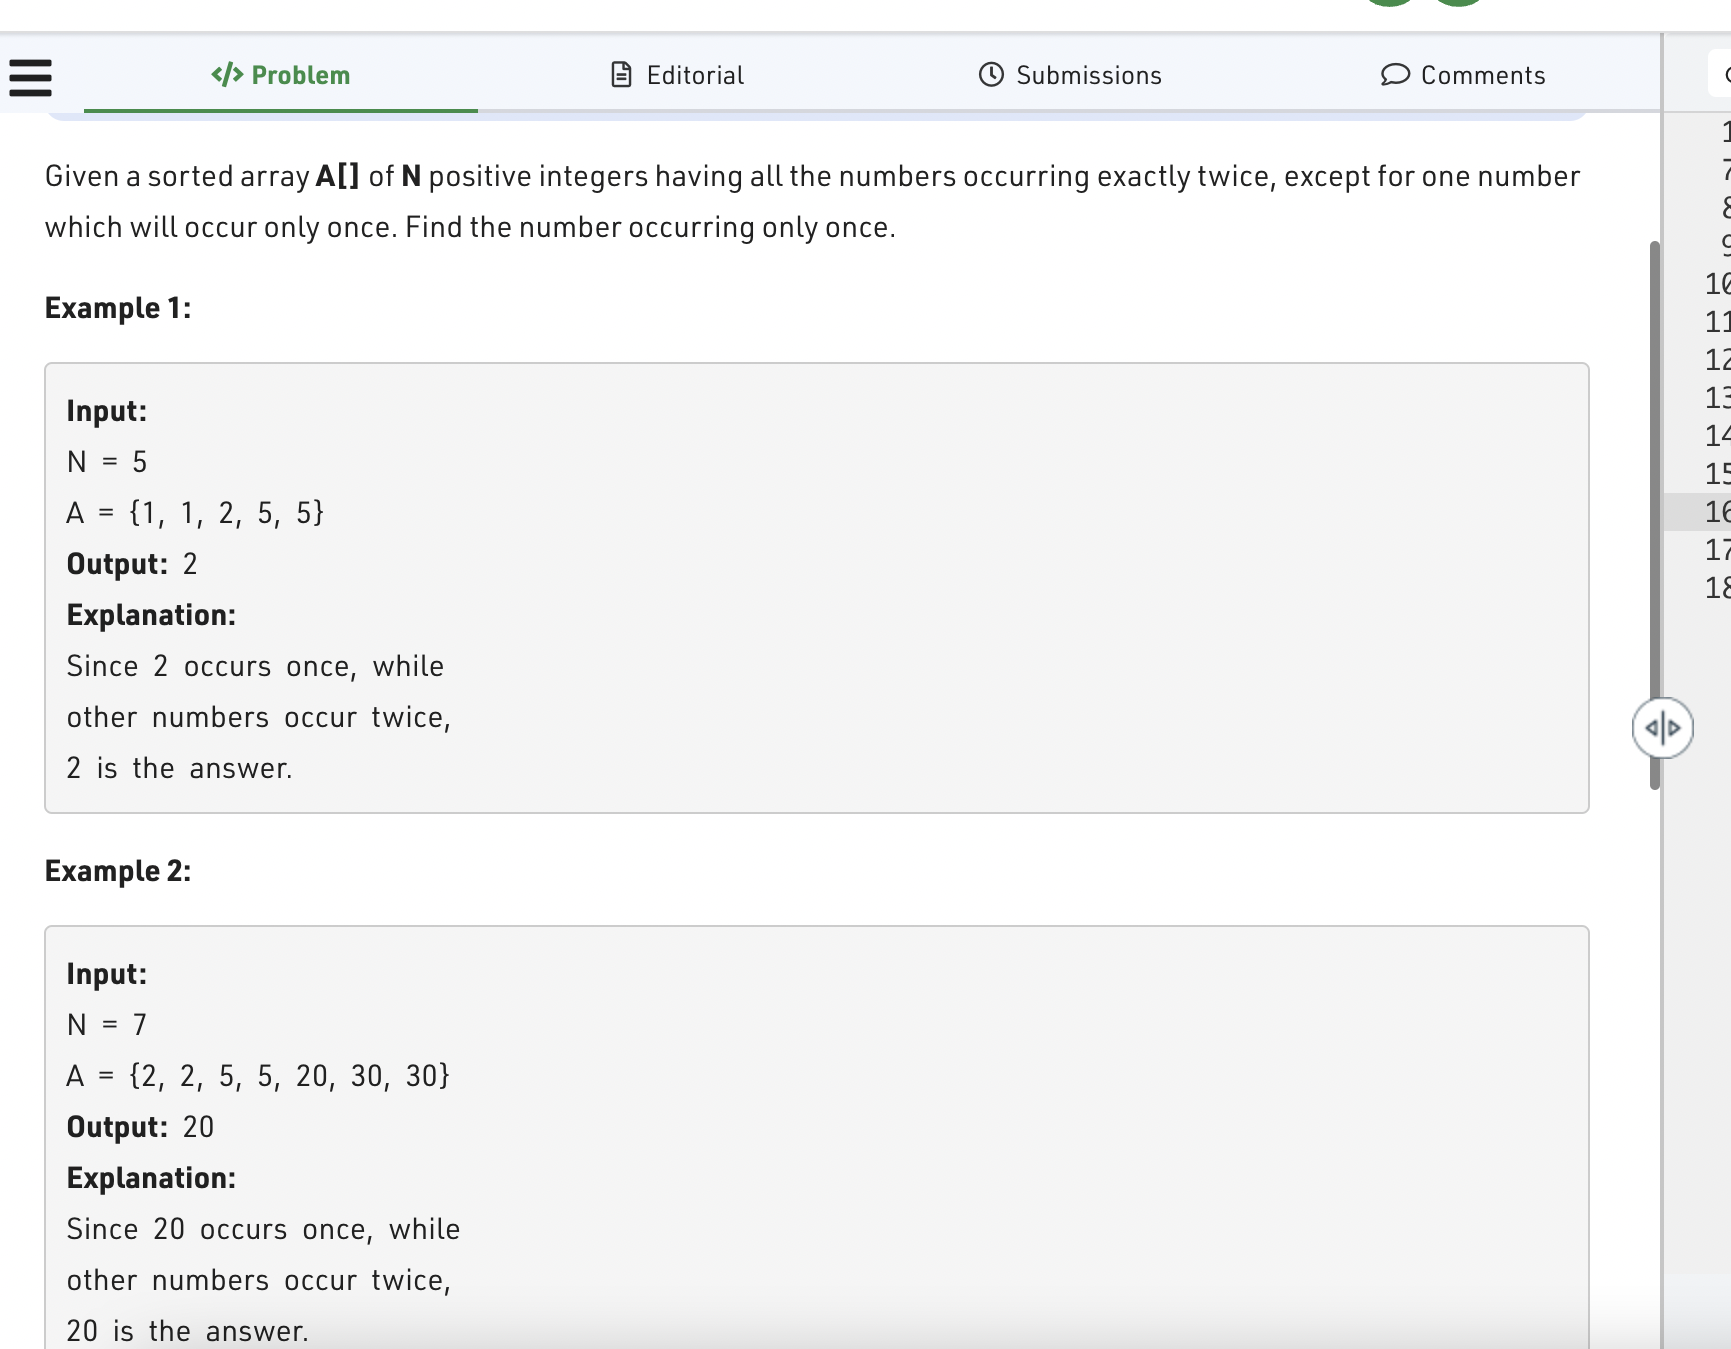 </> Problem
Editorial
Submissions
Comments
Given a sorted array A[] of N positive integers having all the numbers occurring exactly twice, except for one number
which will occur only once. Find the number occurring only once.
Example 1:
Input:
N = 5
A = {1, 1, 2, 5, 5}
Output: 2
Explanation:
Since 2 occurs once, while
other numbers occur twice,
2 is the answer.
Example 2:
Input:
N = 7
A = {2, 2, 5, 5, 20, 30, 30}
Output: 20
Explanation:
Since 20 occurs once, while
other numbers occur twice,
20 is the answer.
1
7
8
9
10
11
12
13
14
15
16
17
18